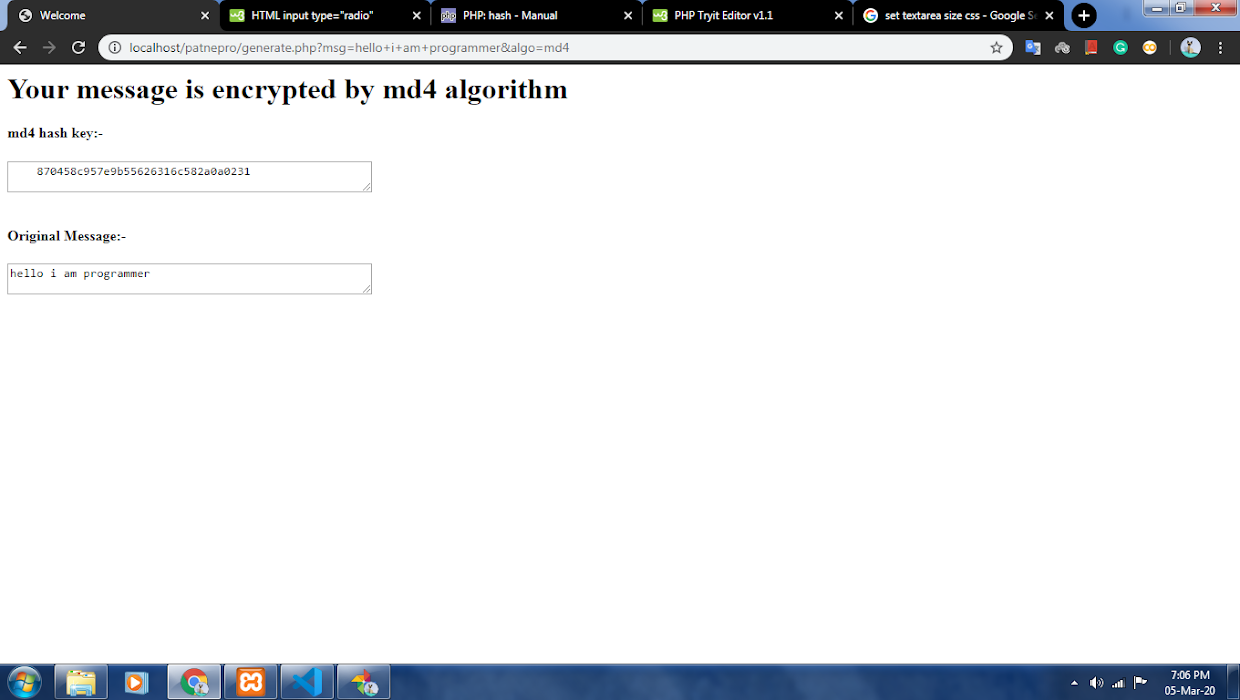 Welcome
HTML input type="radio"
PHP: hash - Manual
PHP Tryit Editor v1.1
set textarea size css - Google Se
localhost/patnepro/generate.php?msg=hello+i+am+programmer&algo=md4
Your message is encrypted by md4 algorithm
md4 hash key:-
870458c957e9b55626316c582a0a0231
Original Message:-
hello i am programmer
7:06 PM
05-Mar-20